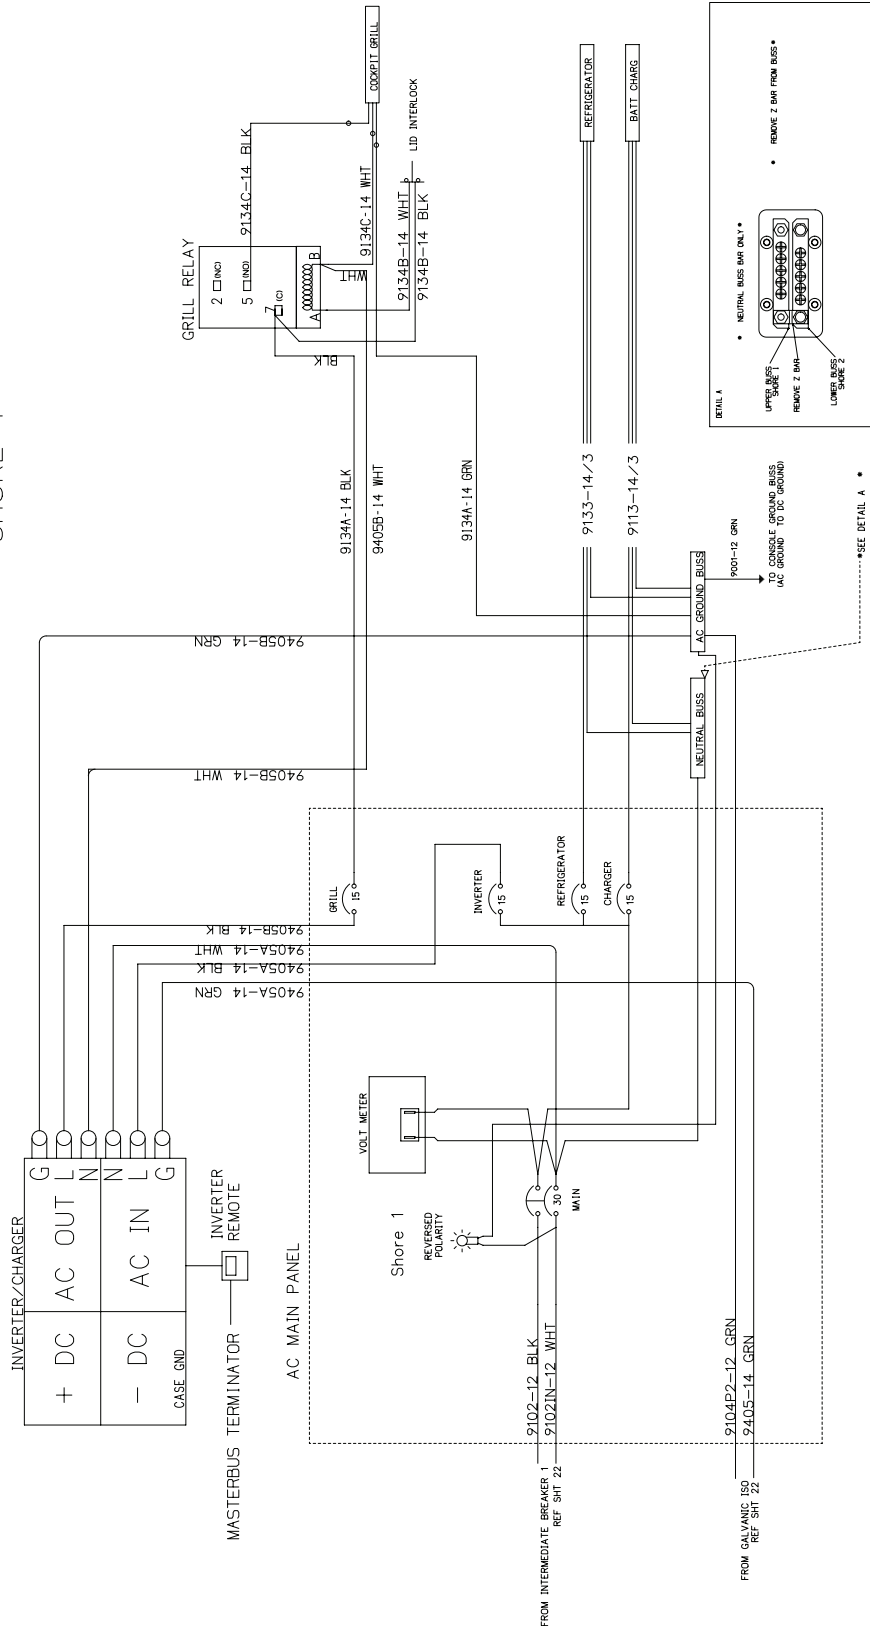 SHORE 1
INVERTER/CHARGER
+ DC
AC OUT
G
L
N
- DC
AC IN
N
L
G
CASE GND
MASTERBUS TERMINATOR
INVERTER
REMOTE
9405B-14 GRN
9405B-14 WHT
9405B-14 BLK
9405A-14 WHT
9405A-14 BLK
9405A-14 GRN
GRILL RELAY
2 (NC)
5 (NO)
7 (C)
A
B
BLK
WHT
9134C-14 BLK
9134C-14 WHT
COCKPIT GRILL
9134B-14 WHT
9134B-14 BLK
LID INTERLOCK
9134A-14 BLK
9405B-14 WHT
9134A-14 GRN
REFRIGERATOR
BATT CHARG
9133-14/3
9113-14/3
AC MAIN PANEL
GRILL
15
INVERTER
15
REFRIGERATOR
15
CHARGER
15
VOLT METER
Shore 1
REVERSED
POLARITY
30
MAIN
9102-12 BLK
9102IN-12 WHT
FROM INTERMEDIATE BREAKER 1
REF SHT 22
9104P2-12 GRN
9405-14 GRN
FROM GALVANIC ISO
REF SHT 22
NEUTRAL BUSS
AC GROUND BUSS
9001-12 GRN
TO CONSOLE GROUND BUSS
(AC GROUND TO DC GROUND)
*SEE DETAIL A *
DETAIL A
* NEUTRAL BUSS BAR ONLY *
* REMOVE Z BAR FROM BUSS *
UPPER BUSS
SHORE 1
REMOVE Z BAR
LOWER BUSS
SHORE 2